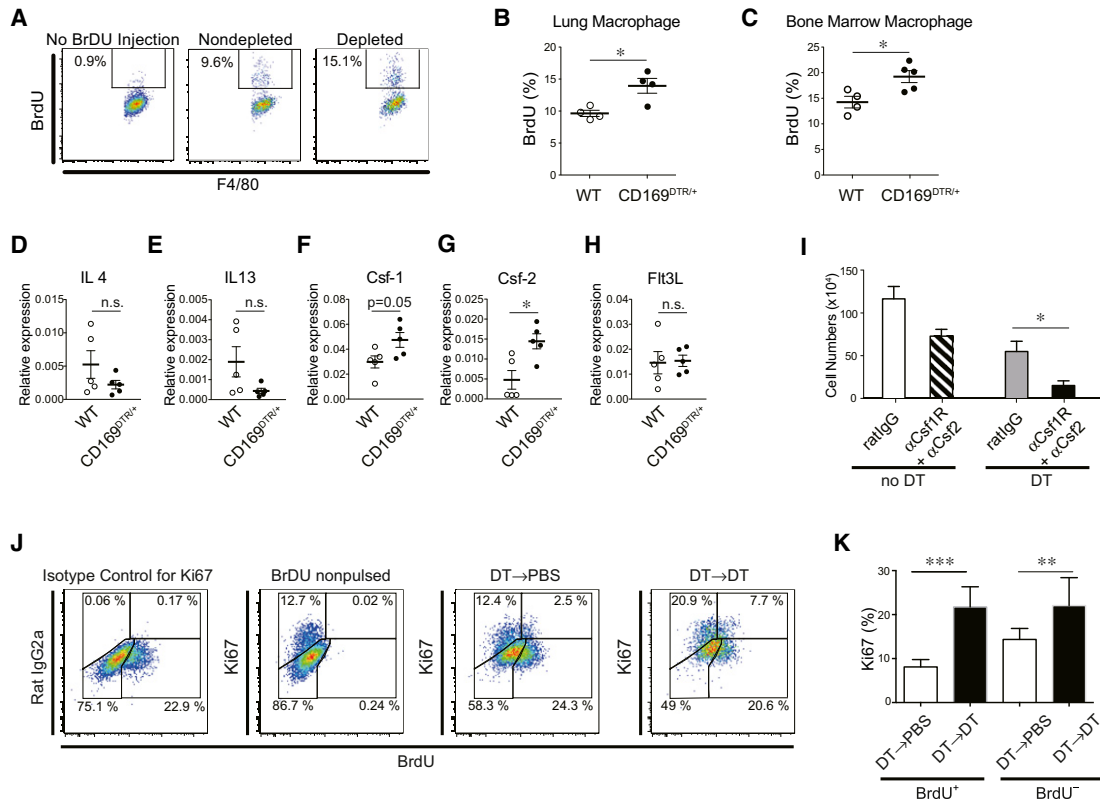 A
No BrDU Injection
Nondepleted
Depleted
0.9%
9.6%
15.1%
BrdU
F4/80
B
Lung Macrophage
*
BrdU (%)
20
15
10
5
0
WT
CD169DTR/+
C
Bone Marrow Macrophage
*
BrdU (%)
25
20
15
10
5
0
WT
CD169DTR/+
D
IL 4
n.s.
Relative expression
0.015
0.010
0.005
0.000
WT
CD169DTR/+
E
IL13
n.s.
Relative expression
0.005
0.004
0.003
0.002
0.001
0.000
WT
CD169DTR/+
F
Csf-1
p=0.05
Relative expression
0.08
0.06
0.04
0.02
0.00
WT
CD169DTR/+
G
Csf-2
*
Relative expression
0.025
0.020
0.015
0.010
0.005
0.000
WT
CD169DTR/+
H
Flt3L
n.s.
Relative expression
0.04
0.03
0.02
0.01
0.00
WT
CD169DTR/+
I
Cell Numbers (x10⁴)
150
100
50
0
*
ratIgG
αCsf1R
+ αCsf2
ratIgG
αCsf1R
+ αCsf2
no DT
DT
J
Isotype Control for Ki67
BrDU nonpulsed
DT→PBS
DT→DT
Rat IgG2a
0.06 %
0.17 %
75.1 %
22.9 %
Ki67
12.7 %
0.02 %
86.7 %
0.24 %
Ki67
12.4 %
2.5 %
58.3 %
24.3 %
Ki67
20.9 %
7.7 %
49 %
20.6 %
BrdU
K
Ki67 (%)
30
20
10
0
***
**
DT→PBS
DT→DT
DT→PBS
DT→DT
BrdU⁺
BrdU⁻